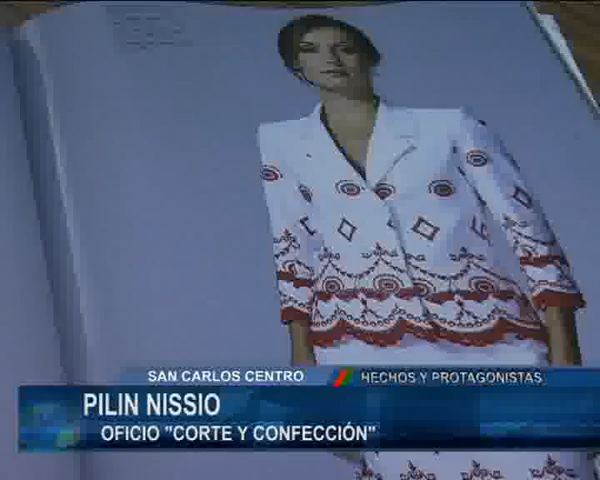 SAN CARLOS CENTRO
HECHOS Y PROTAGONISTAS
PILIN NISSIO
OFICIO "CORTE Y CONFECCIÓN"